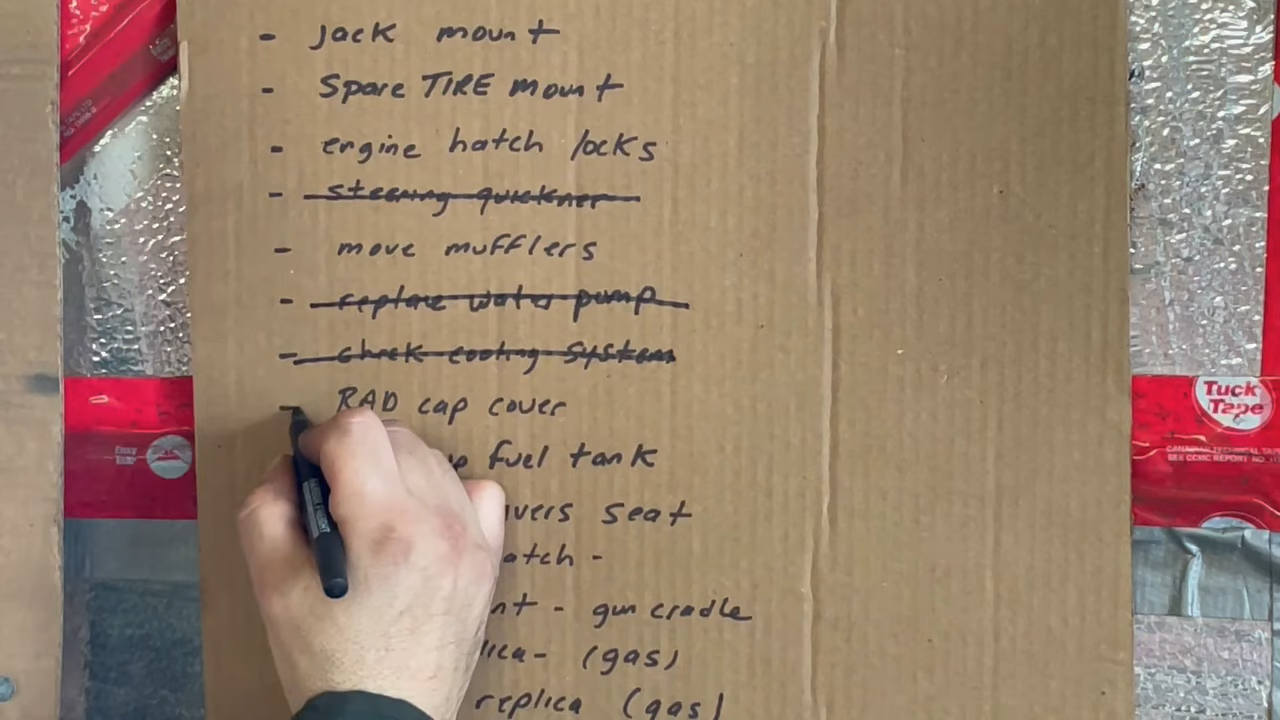 - Jack mount
- Spare TIRE mount
- engine hatch locks
- steering quickner
- move mufflers
- replace water pump
- check cooling system
- RAD cap cover
fuel tank
seat
- gun cradle
(gas)
replica (gas)
Tuck
Tape